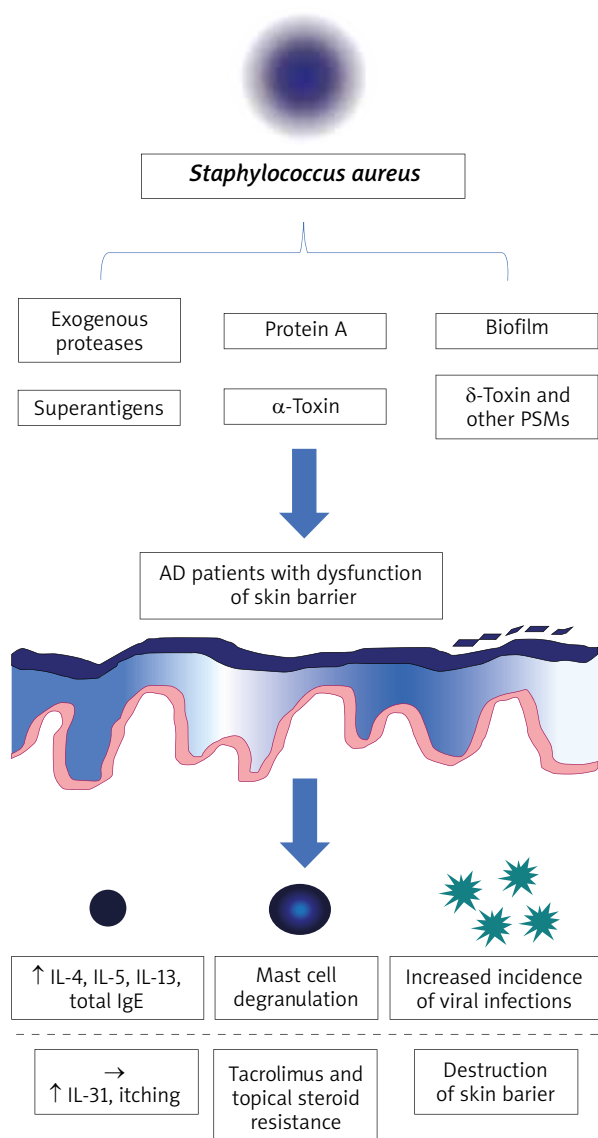 Staphylococcus aureus
Exogenous
proteases
Protein A
Biofilm
Superantigens
α-Toxin
δ-Toxin and
other PSMs
AD patients with dysfunction
of skin barrier
↑ IL-4, IL-5, IL-13,
total IgE
Mast cell
degranulation
Increased incidence
of viral infections
→
↑ IL-31, itching
Tacrolimus and
topical steroid
resistance
Destruction
of skin barier